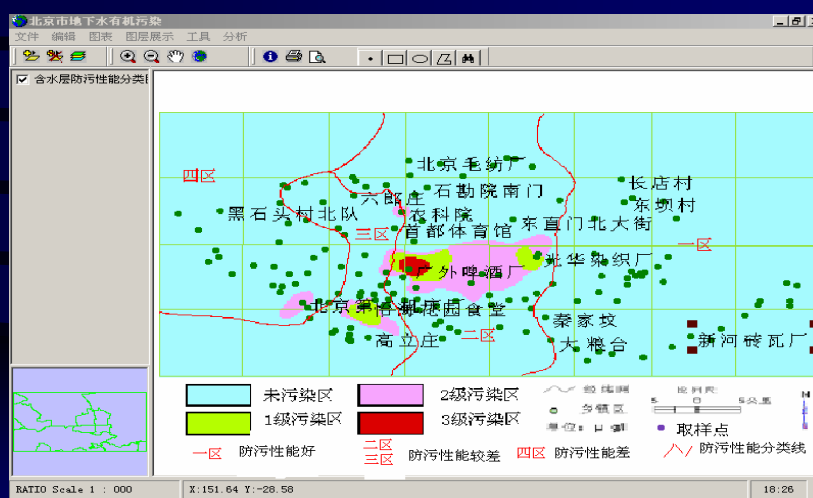 北京市地下水有机污染
文件 编辑 图表 图层展示 工具 分析
含水层防污性能分类
北京毛纺厂
四区
石勘院南门
长店村
六郎庄
东坝村
黑石头村北队
农科院
东直门北大街
首都体育馆
三区
一区
光华染织厂
厂外啤酒厂
花园食堂
秦家坟
二区
高立庄
大粮台
新河砖瓦厂
未污染区
2级污染区
5公里
N
1级污染区
3级污染区
乡镇区
取样点
一区 防污性能好
二区
三区 防污性能较差
四区 防污性能差
防污性能分类线
RATIO Scale 1 : 000
X:151.64 Y:-28.58
18:26